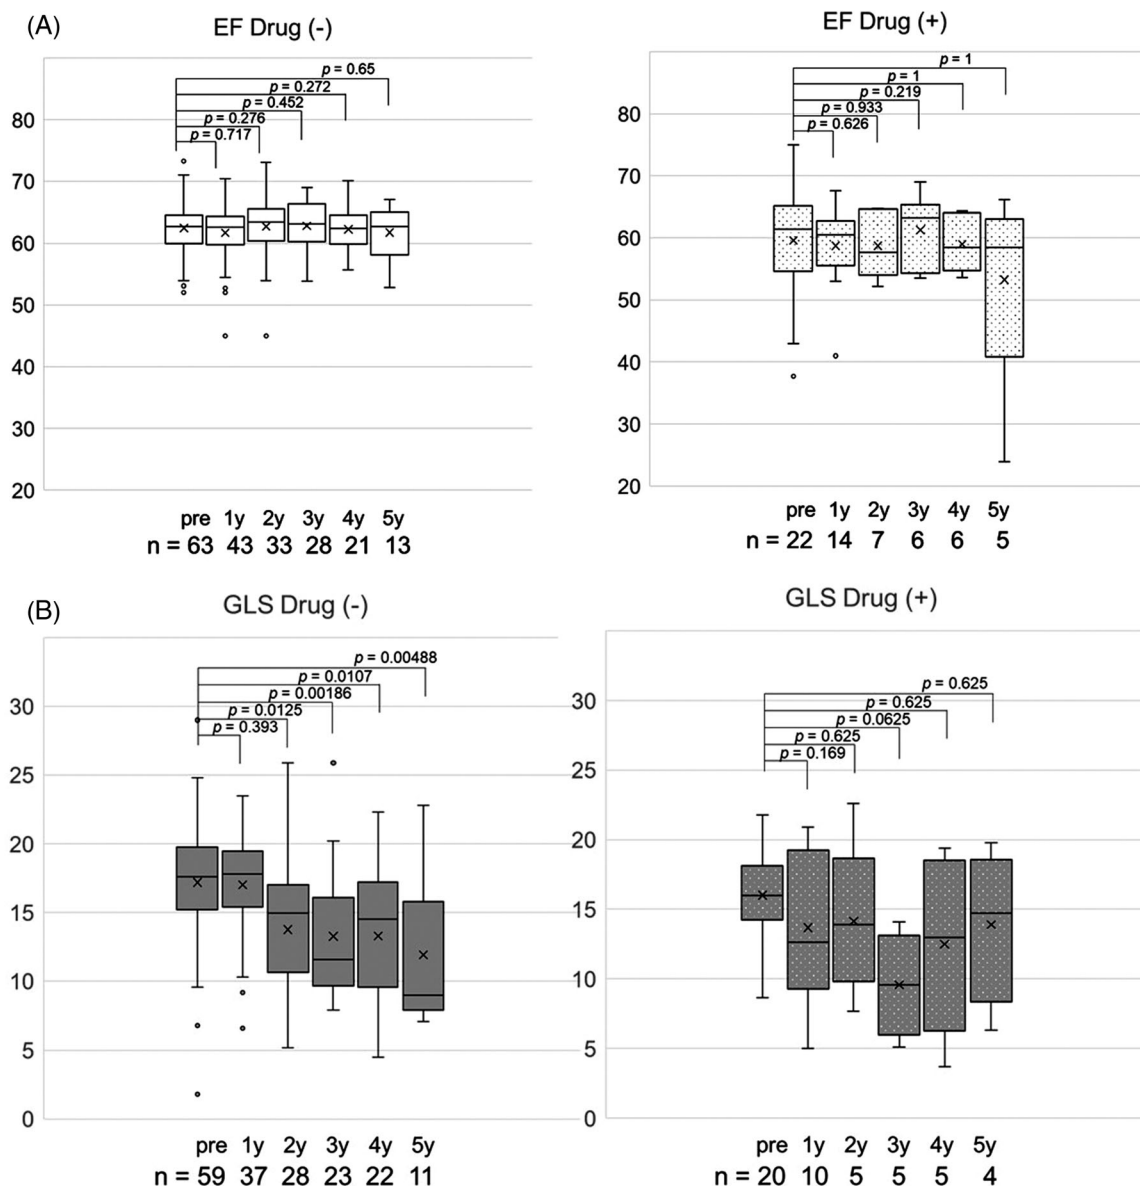 (A)
EF Drug (-)
p = 0.65
p = 0.272
p = 0.452
p = 0.276
p = 0.717
80
70
60
50
40
30
20
pre 1y 2y 3y 4y 5y
n = 63 43 33 28 21 13
EF Drug (+)
p = 1
p = 1
p = 0.219
p = 0.933
p = 0.626
80
70
60
50
40
30
20
pre 1y 2y 3y 4y 5y
n = 22 14 7 6 6 5
(B)
GLS Drug (-)
p = 0.00488
p = 0.0107
p = 0.00186
p = 0.0125
p = 0.393
30
25
20
15
10
5
0
pre 1y 2y 3y 4y 5y
n = 59 37 28 23 22 11
GLS Drug (+)
p = 0.625
p = 0.625
p = 0.0625
p = 0.625
p = 0.169
30
25
20
15
10
5
0
pre 1y 2y 3y 4y 5y
n = 20 10 5 5 5 4